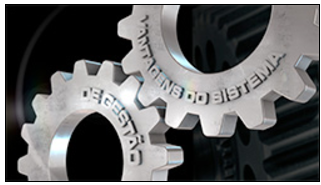 VANTAGENS DO SISTEMA
DE GESTÃO